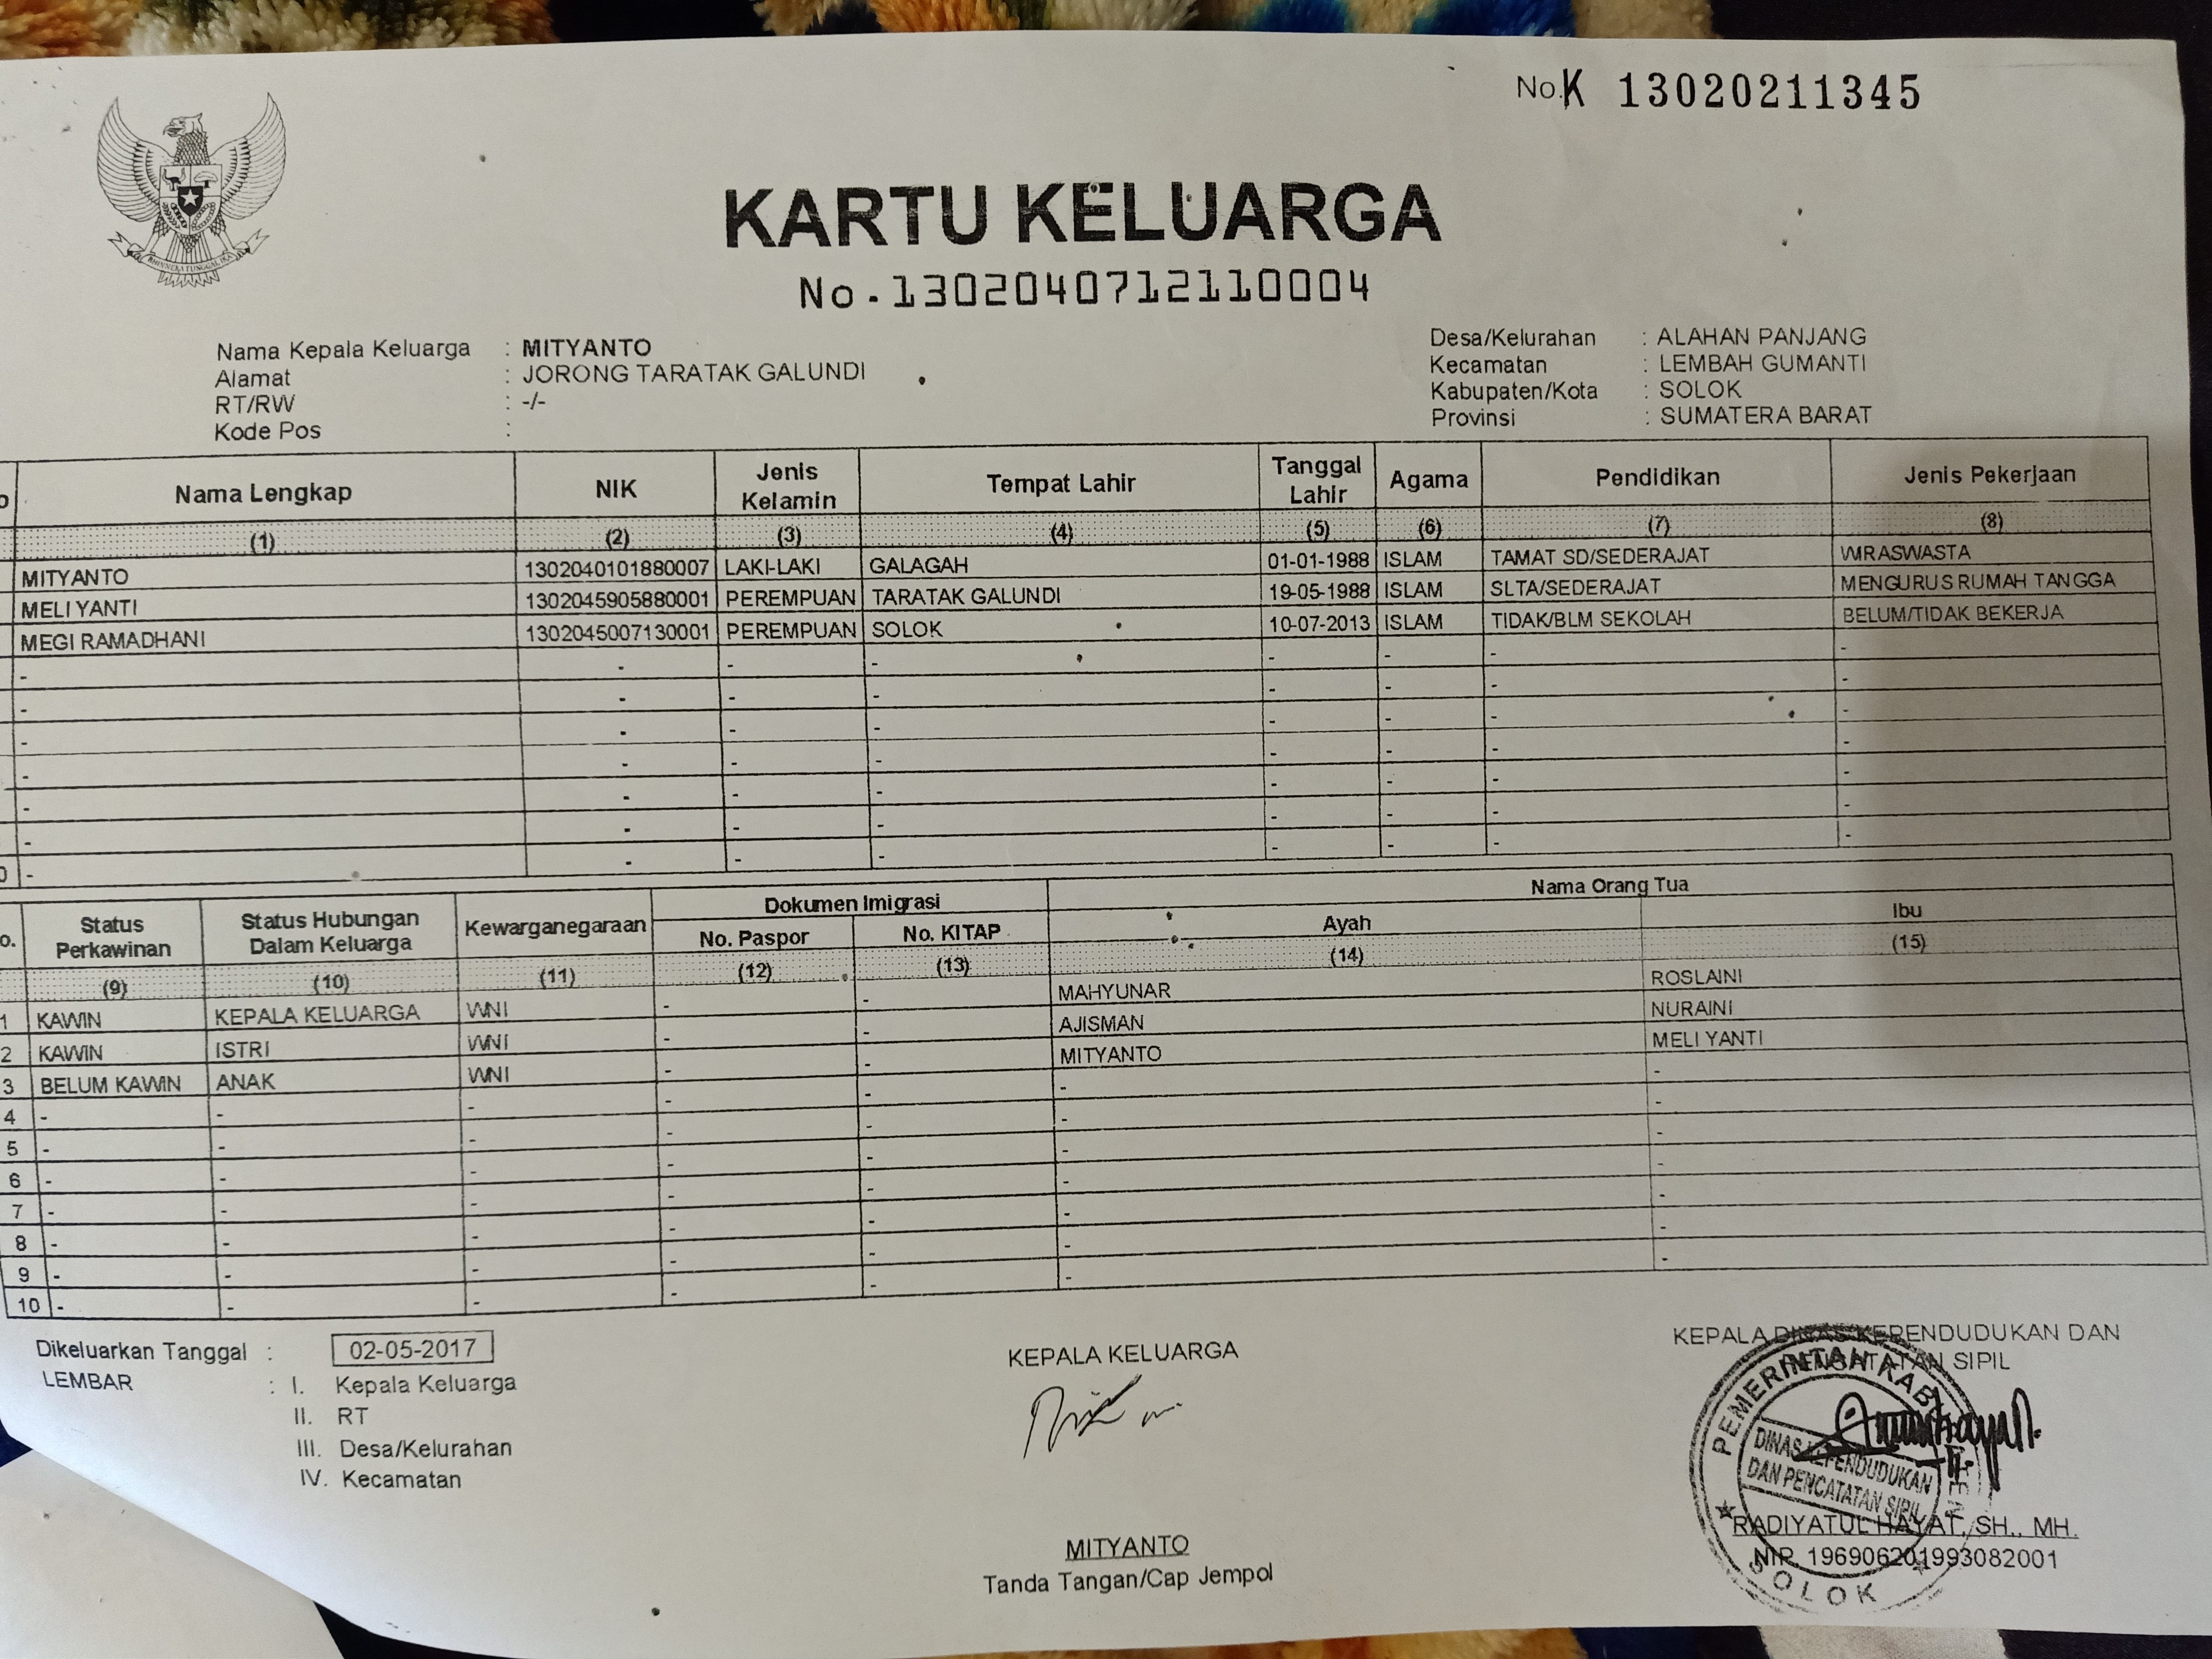 No.K 13020211345
BHINNEKA TUNGGAL IKA
KARTU KELUARGA
No.1302040712110004
Nama Kepala Keluarga : MITYANTO
Alamat : JORONG TARATAK GALUNDI
RT/RW : -/-
Kode Pos :
Desa/Kelurahan : ALAHAN PANJANG
Kecamatan : LEMBAH GUMANTI
Kabupaten/Kota : SOLOK
Provinsi : SUMATERA BARAT
Nama Lengkap NIK Jenis Kelamin Tempat Lahir Tanggal Lahir Agama Pendidikan Jenis Pekerjaan
(1) (2) (3) (4) (5) (6) (7) (8)
MITYANTO 1302040101880007 LAKI-LAKI GALAGAH 01-01-1988 ISLAM TAMAT SD/SEDERAJAT WIRASWASTA
MELI YANTI 1302045905880001 PEREMPUAN TARATAK GALUNDI 19-05-1988 ISLAM SLTA/SEDERAJAT MENGURUS RUMAH TANGGA
MEGI RAMADHANI 1302045007130001 PEREMPUAN SOLOK 10-07-2013 ISLAM TIDAK/BLM SEKOLAH BELUM/TIDAK BEKERJA
- - - - - - - -
- - - - - - - -
- - - - - - - -
- - - - - - - -
- - - - - - - -
- - - - - - - -
0 - - - - - - - -
o. Status Perkawinan Status Hubungan Dalam Keluarga Kewarganegaraan Dokumen Imigrasi Nama Orang Tua
No. Paspor No. KITAP Ayah Ibu
(9) (10) (11) (12) (13) (14) (15)
1 KAWIN KEPALA KELUARGA WNI - - MAHYUNAR ROSLAINI
2 KAWIN ISTRI WNI - - AJISMAN NURAINI
3 BELUM KAWIN ANAK WNI - - MITYANTO MELI YANTI
4 - - - - - - -
5 - - - - - - -
6 - - - - - - -
7 - - - - - - -
8 - - - - - - -
9 - - - - - - -
10 - - - - - - -
Dikeluarkan Tanggal : 02-05-2017
LEMBAR : I. Kepala Keluarga
II. RT
III. Desa/Kelurahan
IV. Kecamatan
KEPALA KELUARGA
MITYANTO
Tanda Tangan/Cap Jempol
KEPALA DINAS KEPENDUDUKAN DAN
PENCATATAN SIPIL
PEMERINTAH KAB
DINAS KEPENDUDUKAN
DAN PENCATATAN SIPIL
RADIYATUL HAYAT, SH., MH.
NIP. 196906201993082001
SOLOK